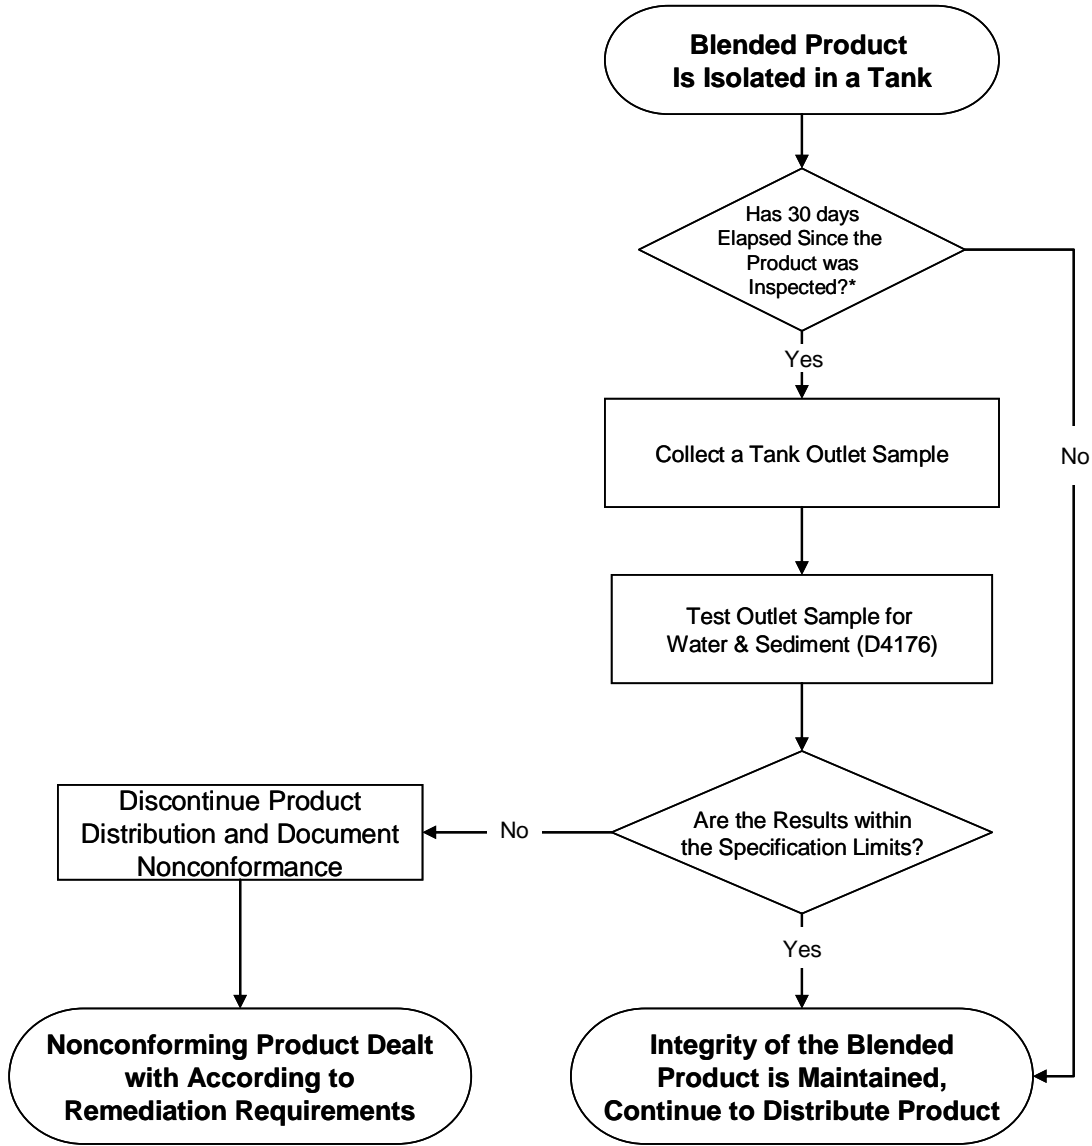 Blended Product
Is Isolated in a Tank
Has 30 days
Elapsed Since the
Product was
Inspected?*
Yes
Collect a Tank Outlet Sample
No
Test Outlet Sample for
Water & Sediment (D4176)
Are the Results within
the Specification Limits?
No
Discontinue Product
Distribution and Document
Nonconformance
Yes
Nonconforming Product Dealt
with According to
Remediation Requirements
Integrity of the Blended
Product is Maintained,
Continue to Distribute Product